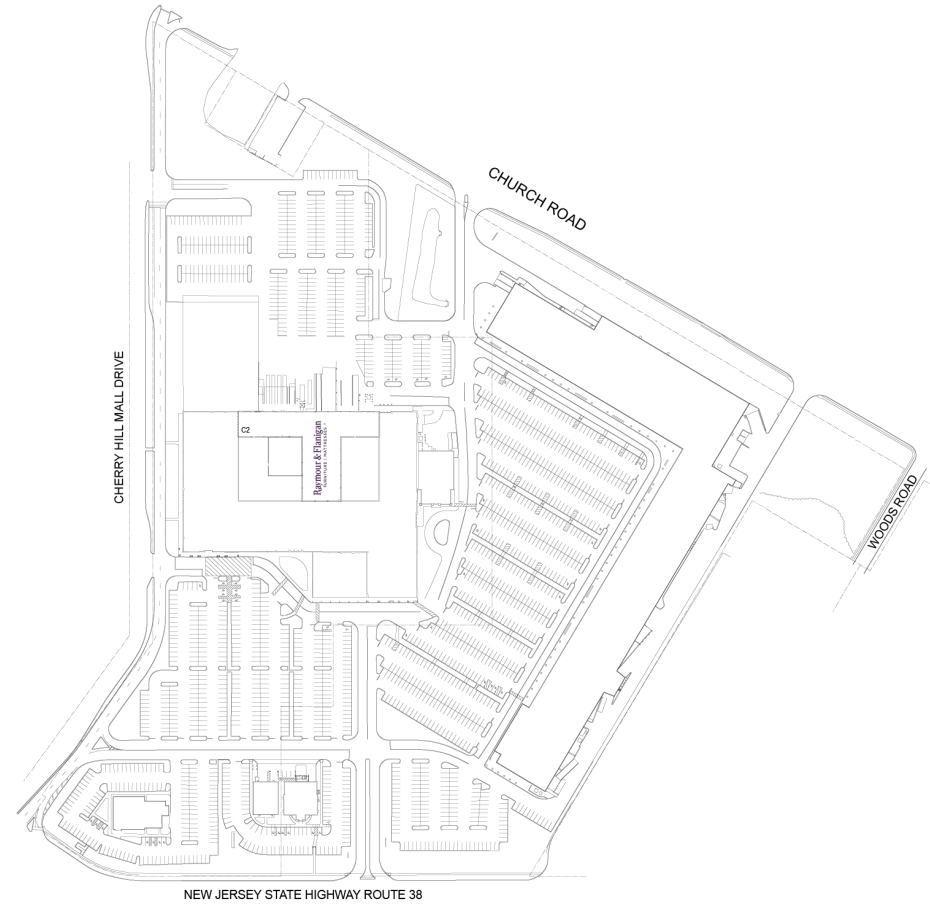 CHURCH ROAD
CHERRY HILL MALL DRIVE
C2
Raymour & Flanigan
FURNITURE | MATTRESSES
WOODS ROAD
NEW JERSEY STATE HIGHWAY ROUTE 38